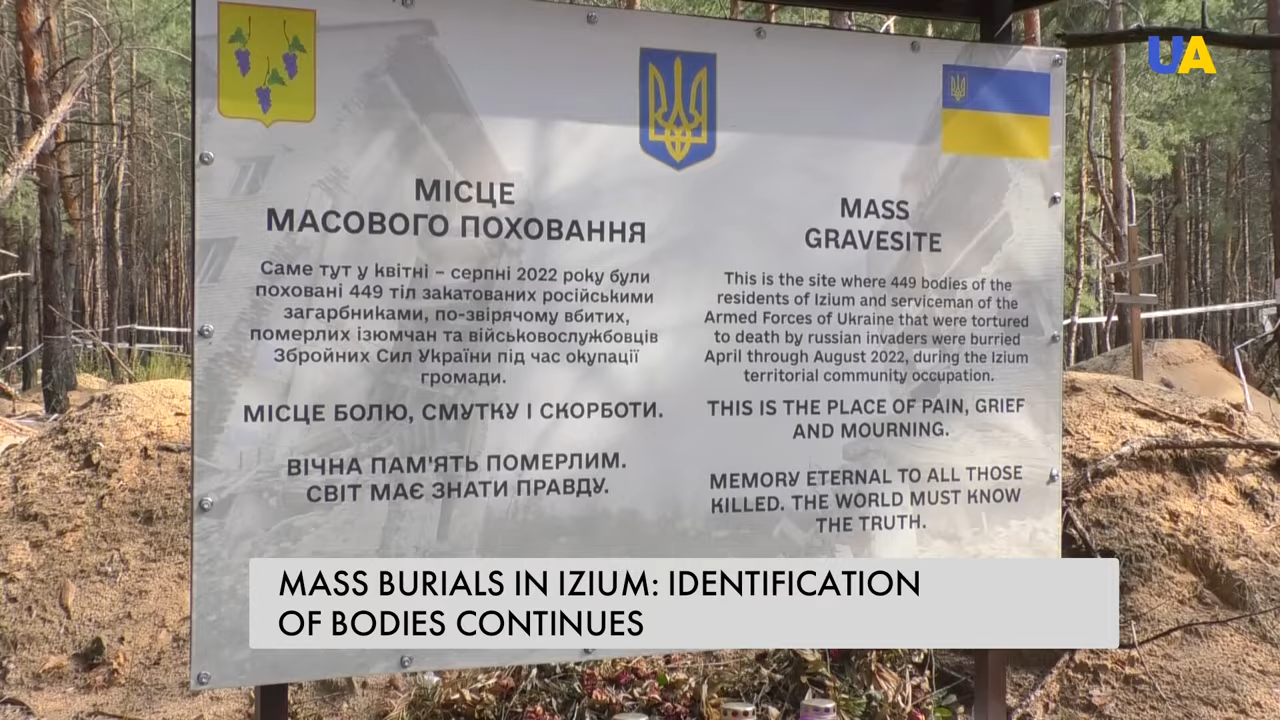 UA
МІСЦЕ
МАСОВОГО ПОХОВАННЯ
Саме тут у квітні – серпні 2022 року були
поховані 449 тіл закатованих російськими
загарбниками, по-звірячому вбитих,
померлих ізюмчан та військовослужбовців
Збройних Сил України під час окупації
громади.
МІСЦЕ БОЛЮ, СМУТКУ І СКОРБОТИ.
ВІЧНА ПАМ'ЯТЬ ПОМЕРЛИМ.
СВІТ МАЄ ЗНАТИ ПРАВДУ.
MASS
GRAVESITE
This is the site where 449 bodies of the
residents of Izium and serviceman of the
Armed Forces of Ukraine that were tortured
to death by russian invaders were burried
April through August 2022, during the Izium
territorial community occupation.
THIS IS THE PLACE OF PAIN, GRIEF
AND MOURNING.
MEMORY ETERNAL TO ALL THOSE
KILLED. THE WORLD MUST KNOW
THE TRUTH.
MASS BURIALS IN IZIUM: IDENTIFICATION
OF BODIES CONTINUES